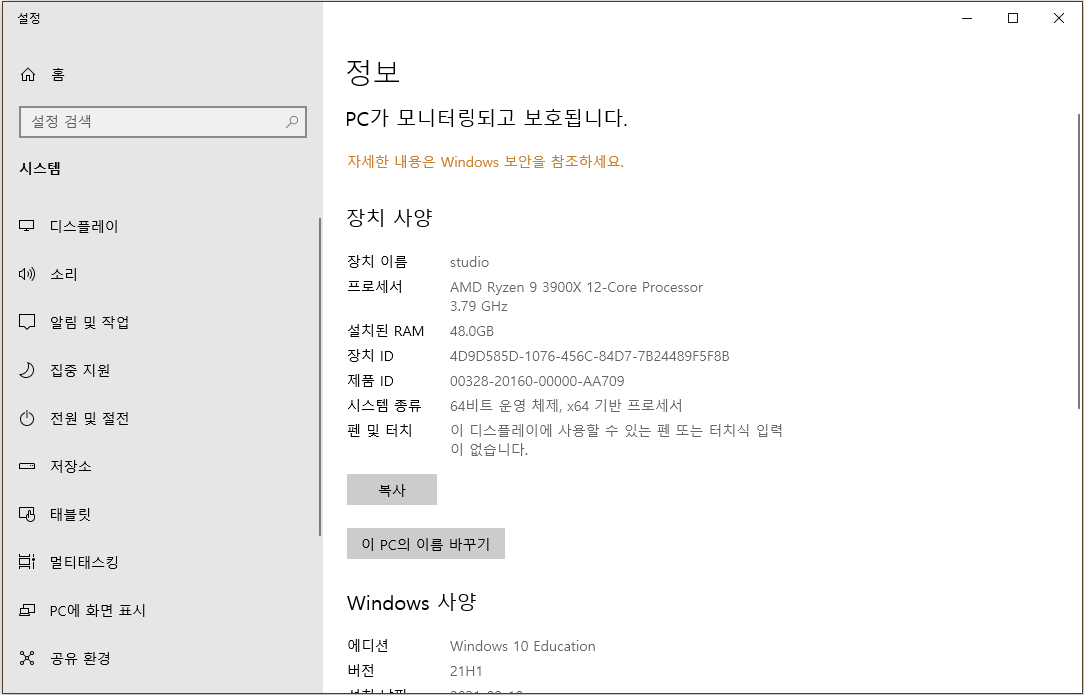 설정
홈
설정 검색
시스템
디스플레이
소리
알림 및 작업
집중 지원
전원 및 절전
저장소
태블릿
멀티태스킹
PC에 화면 표시
공유 환경
정보
PC가 모니터링되고 보호됩니다.
자세한 내용은 Windows 보안을 참조하세요.
장치 사양
장치 이름 studio
프로세서 AMD Ryzen 9 3900X 12-Core Processor
3.79 GHz
설치된 RAM 48.0GB
장치 ID 4D9D585D-1076-456C-84D7-7B24489F5F8B
제품 ID 00328-20160-00000-AA709
시스템 종류 64비트 운영 체제, x64 기반 프로세서
펜 및 터치 이 디스플레이에 사용할 수 있는 펜 또는 터치식 입력
이 없습니다.
복사
이 PC의 이름 바꾸기
Windows 사양
에디션 Windows 10 Education
버전 21H1